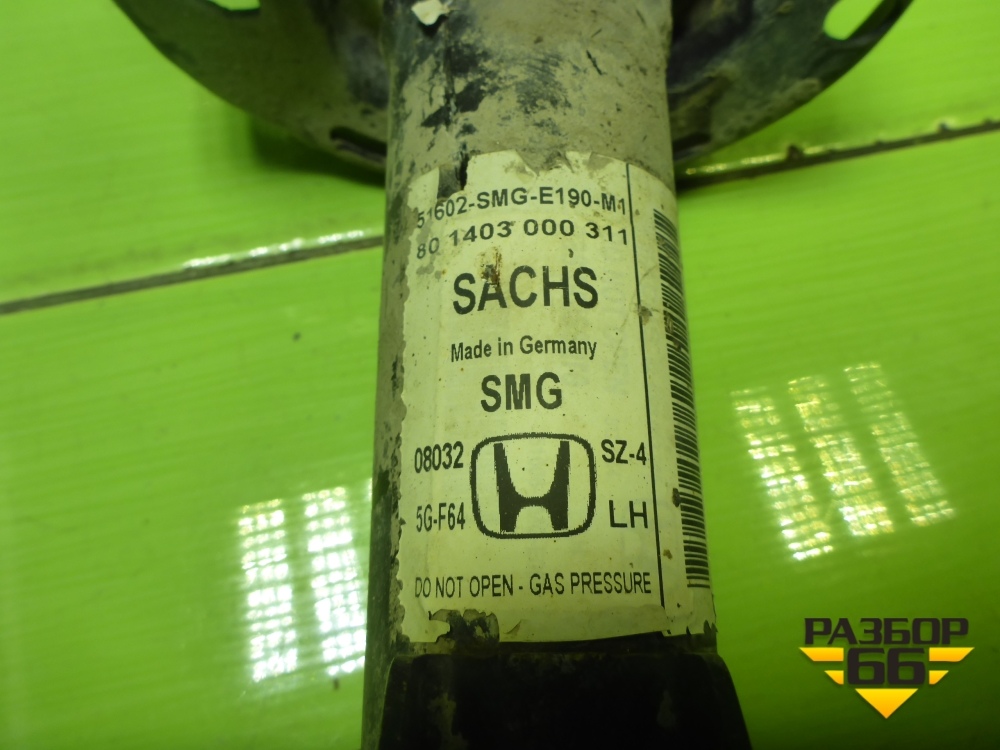 51602-SMG-E190-M1
80 1403 000 311
SACHS
Made in Germany
SMG
08032 SZ-4
5G-F64 LH
DO NOT OPEN - GAS PRESSURE
РАЗБОР
66